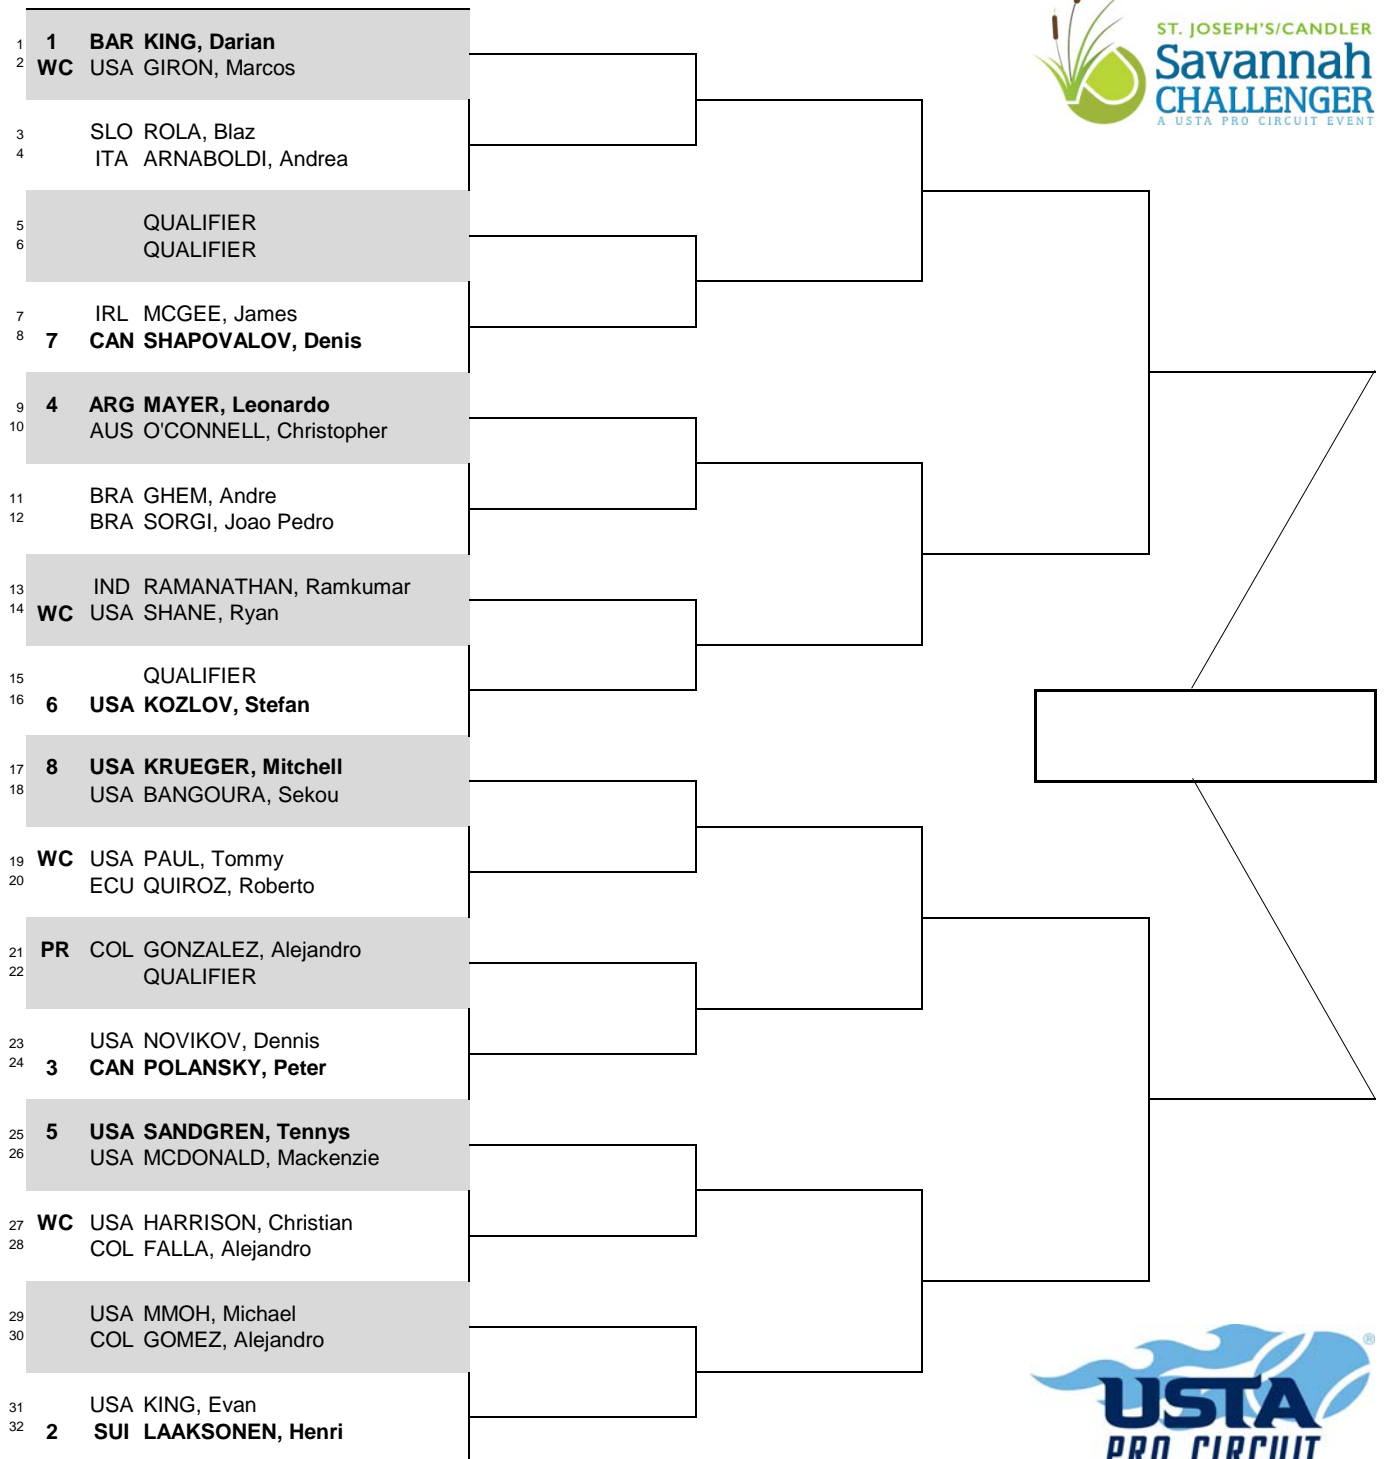 ST. JOSEPH'S/CANDLER
Savannah
CHALLENGER
A USTA PRO CIRCUIT EVENT
1 1 BAR KING, Darian
2 WC USA GIRON, Marcos
3 SLO ROLA, Blaz
4 ITA ARNABOLDI, Andrea
5 QUALIFIER
6 QUALIFIER
7 IRL MCGEE, James
8 7 CAN SHAPOVALOV, Denis
9 4 ARG MAYER, Leonardo
10 AUS O'CONNELL, Christopher
11 BRA GHEM, Andre
12 BRA SORGI, Joao Pedro
13 IND RAMANATHAN, Ramkumar
14 WC USA SHANE, Ryan
15 QUALIFIER
16 6 USA KOZLOV, Stefan
17 8 USA KRUEGER, Mitchell
18 USA BANGOURA, Sekou
19 WC USA PAUL, Tommy
20 ECU QUIROZ, Roberto
21 PR COL GONZALEZ, Alejandro
22 QUALIFIER
23 USA NOVIKOV, Dennis
24 3 CAN POLANSKY, Peter
25 5 USA SANDGREN, Tennys
26 USA MCDONALD, Mackenzie
27 WC USA HARRISON, Christian
28 COL FALLA, Alejandro
29 USA MMOH, Michael
30 COL GOMEZ, Alejandro
31 USA KING, Evan
32 2 SUI LAAKSONEN, Henri
®
USTA
PRO CIRCUIT